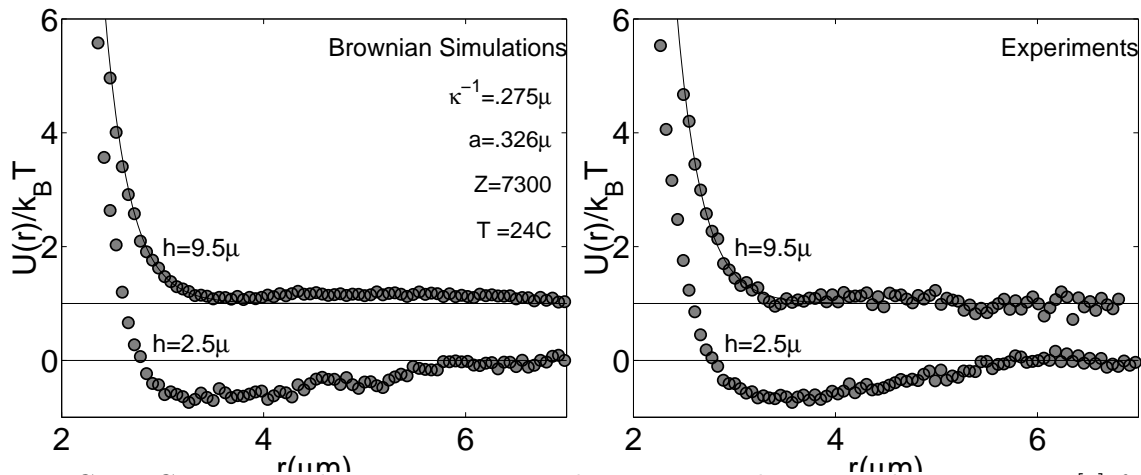 6
4
2
0
U(r)/k_BT
Brownian Simulations
κ^-1=.275μ
a=.326μ
Z=7300
T =24C
h=9.5μ
h=2.5μ
2
4
6
r(μm)
6
4
2
0
U(r)/k_BT
Experiments
h=9.5μ
h=2.5μ
2
4
6
r(μm)